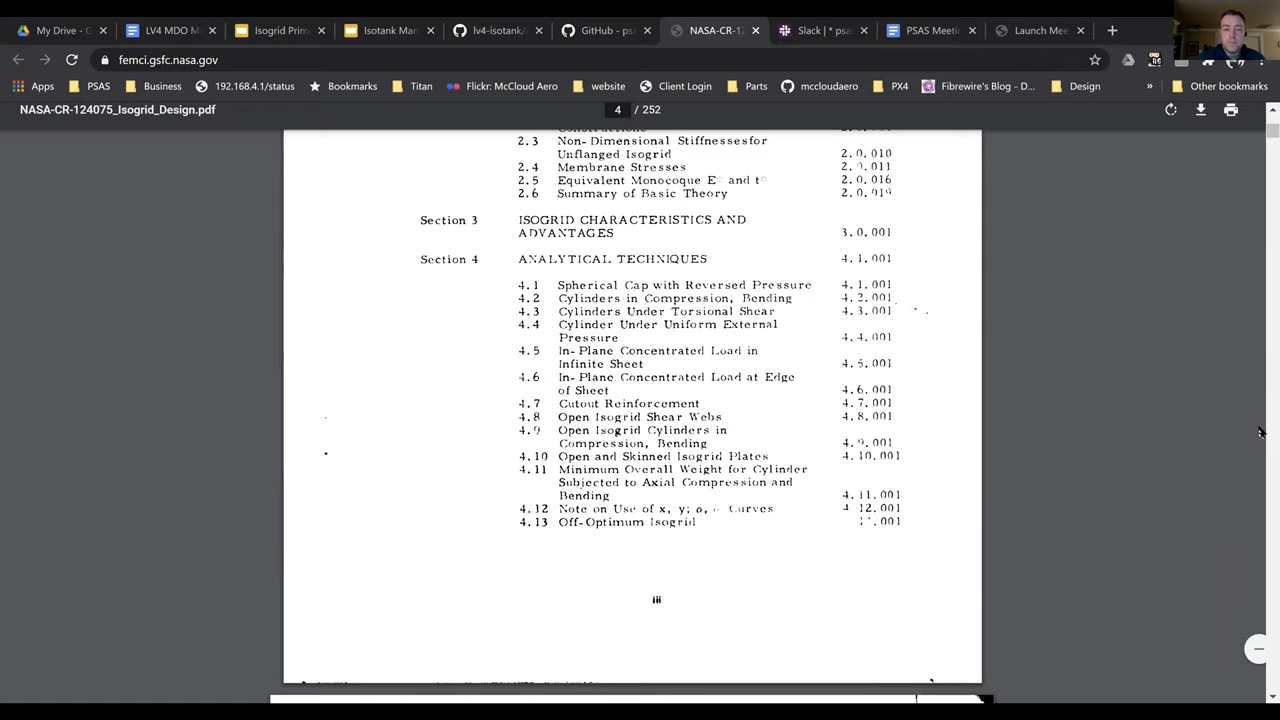 My Drive - G
LV4 MDO M
Isogrid Prim
Isotank Man
lv4-isotank/
GitHub - psa
NASA-CR-12
Slack | * psa
PSAS Meeti
Launch Mee
femci.gsfc.nasa.gov
Apps
PSAS
Business
192.168.4.1/status
Bookmarks
Titan
Flickr: McCloud Aero
website
Client Login
Parts
mccloudaero
PX4
Fibrewire's Blog - D...
Design
»
Other bookmarks
NASA-CR-124075_Isogrid_Design.pdf
4 / 252
Constructions
2.3 Non-Dimensional Stiffnesses for
Unflanged Isogrid 2.0.010
2.4 Membrane Stresses 2.0.011
2.5 Equivalent Monocoque E* and t* 2.0.016
2.6 Summary of Basic Theory 2.0.019
Section 3 ISOGRID CHARACTERISTICS AND
ADVANTAGES 3.0.001
Section 4 ANALYTICAL TECHNIQUES 4.1.001
4.1 Spherical Cap with Reversed Pressure 4.1.001
4.2 Cylinders in Compression, Bending 4.2.001
4.3 Cylinders Under Torsional Shear 4.3.001
4.4 Cylinder Under Uniform External
Pressure 4.4.001
4.5 In-Plane Concentrated Load in
Infinite Sheet 4.5.001
4.6 In-Plane Concentrated Load at Edge
of Sheet 4.6.001
4.7 Cutout Reinforcement 4.7.001
4.8 Open Isogrid Shear Webs 4.8.001
4.9 Open Isogrid Cylinders in
Compression, Bending 4.9.001
4.10 Open and Skinned Isogrid Plates 4.10.001
4.11 Minimum Overall Weight for Cylinder
Subjected to Axial Compression and
Bending 4.11.001
4.12 Note on Use of x, y; Curves 4.12.001
4.13 Off-Optimum Isogrid
iii